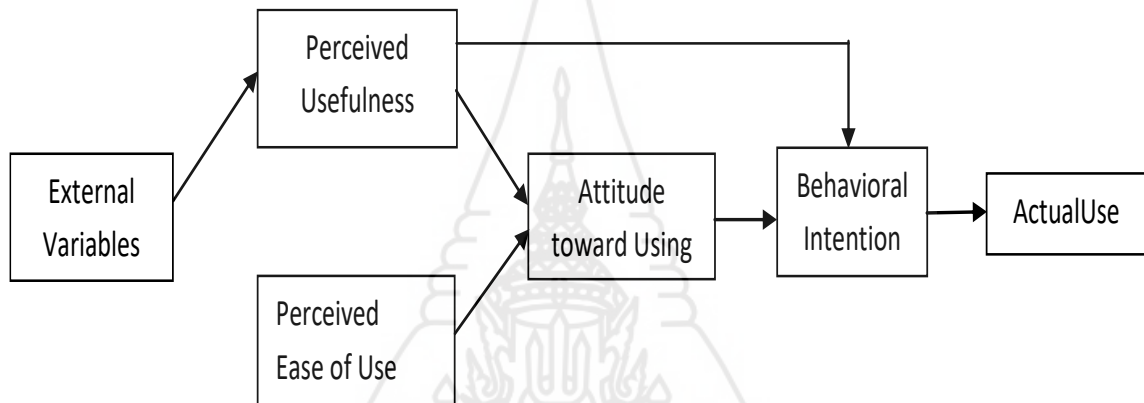 Perceived
Usefulness
External
Variables
Attitude
toward Using
Behavioral
Intention
ActualUse
Perceived
Ease of Use